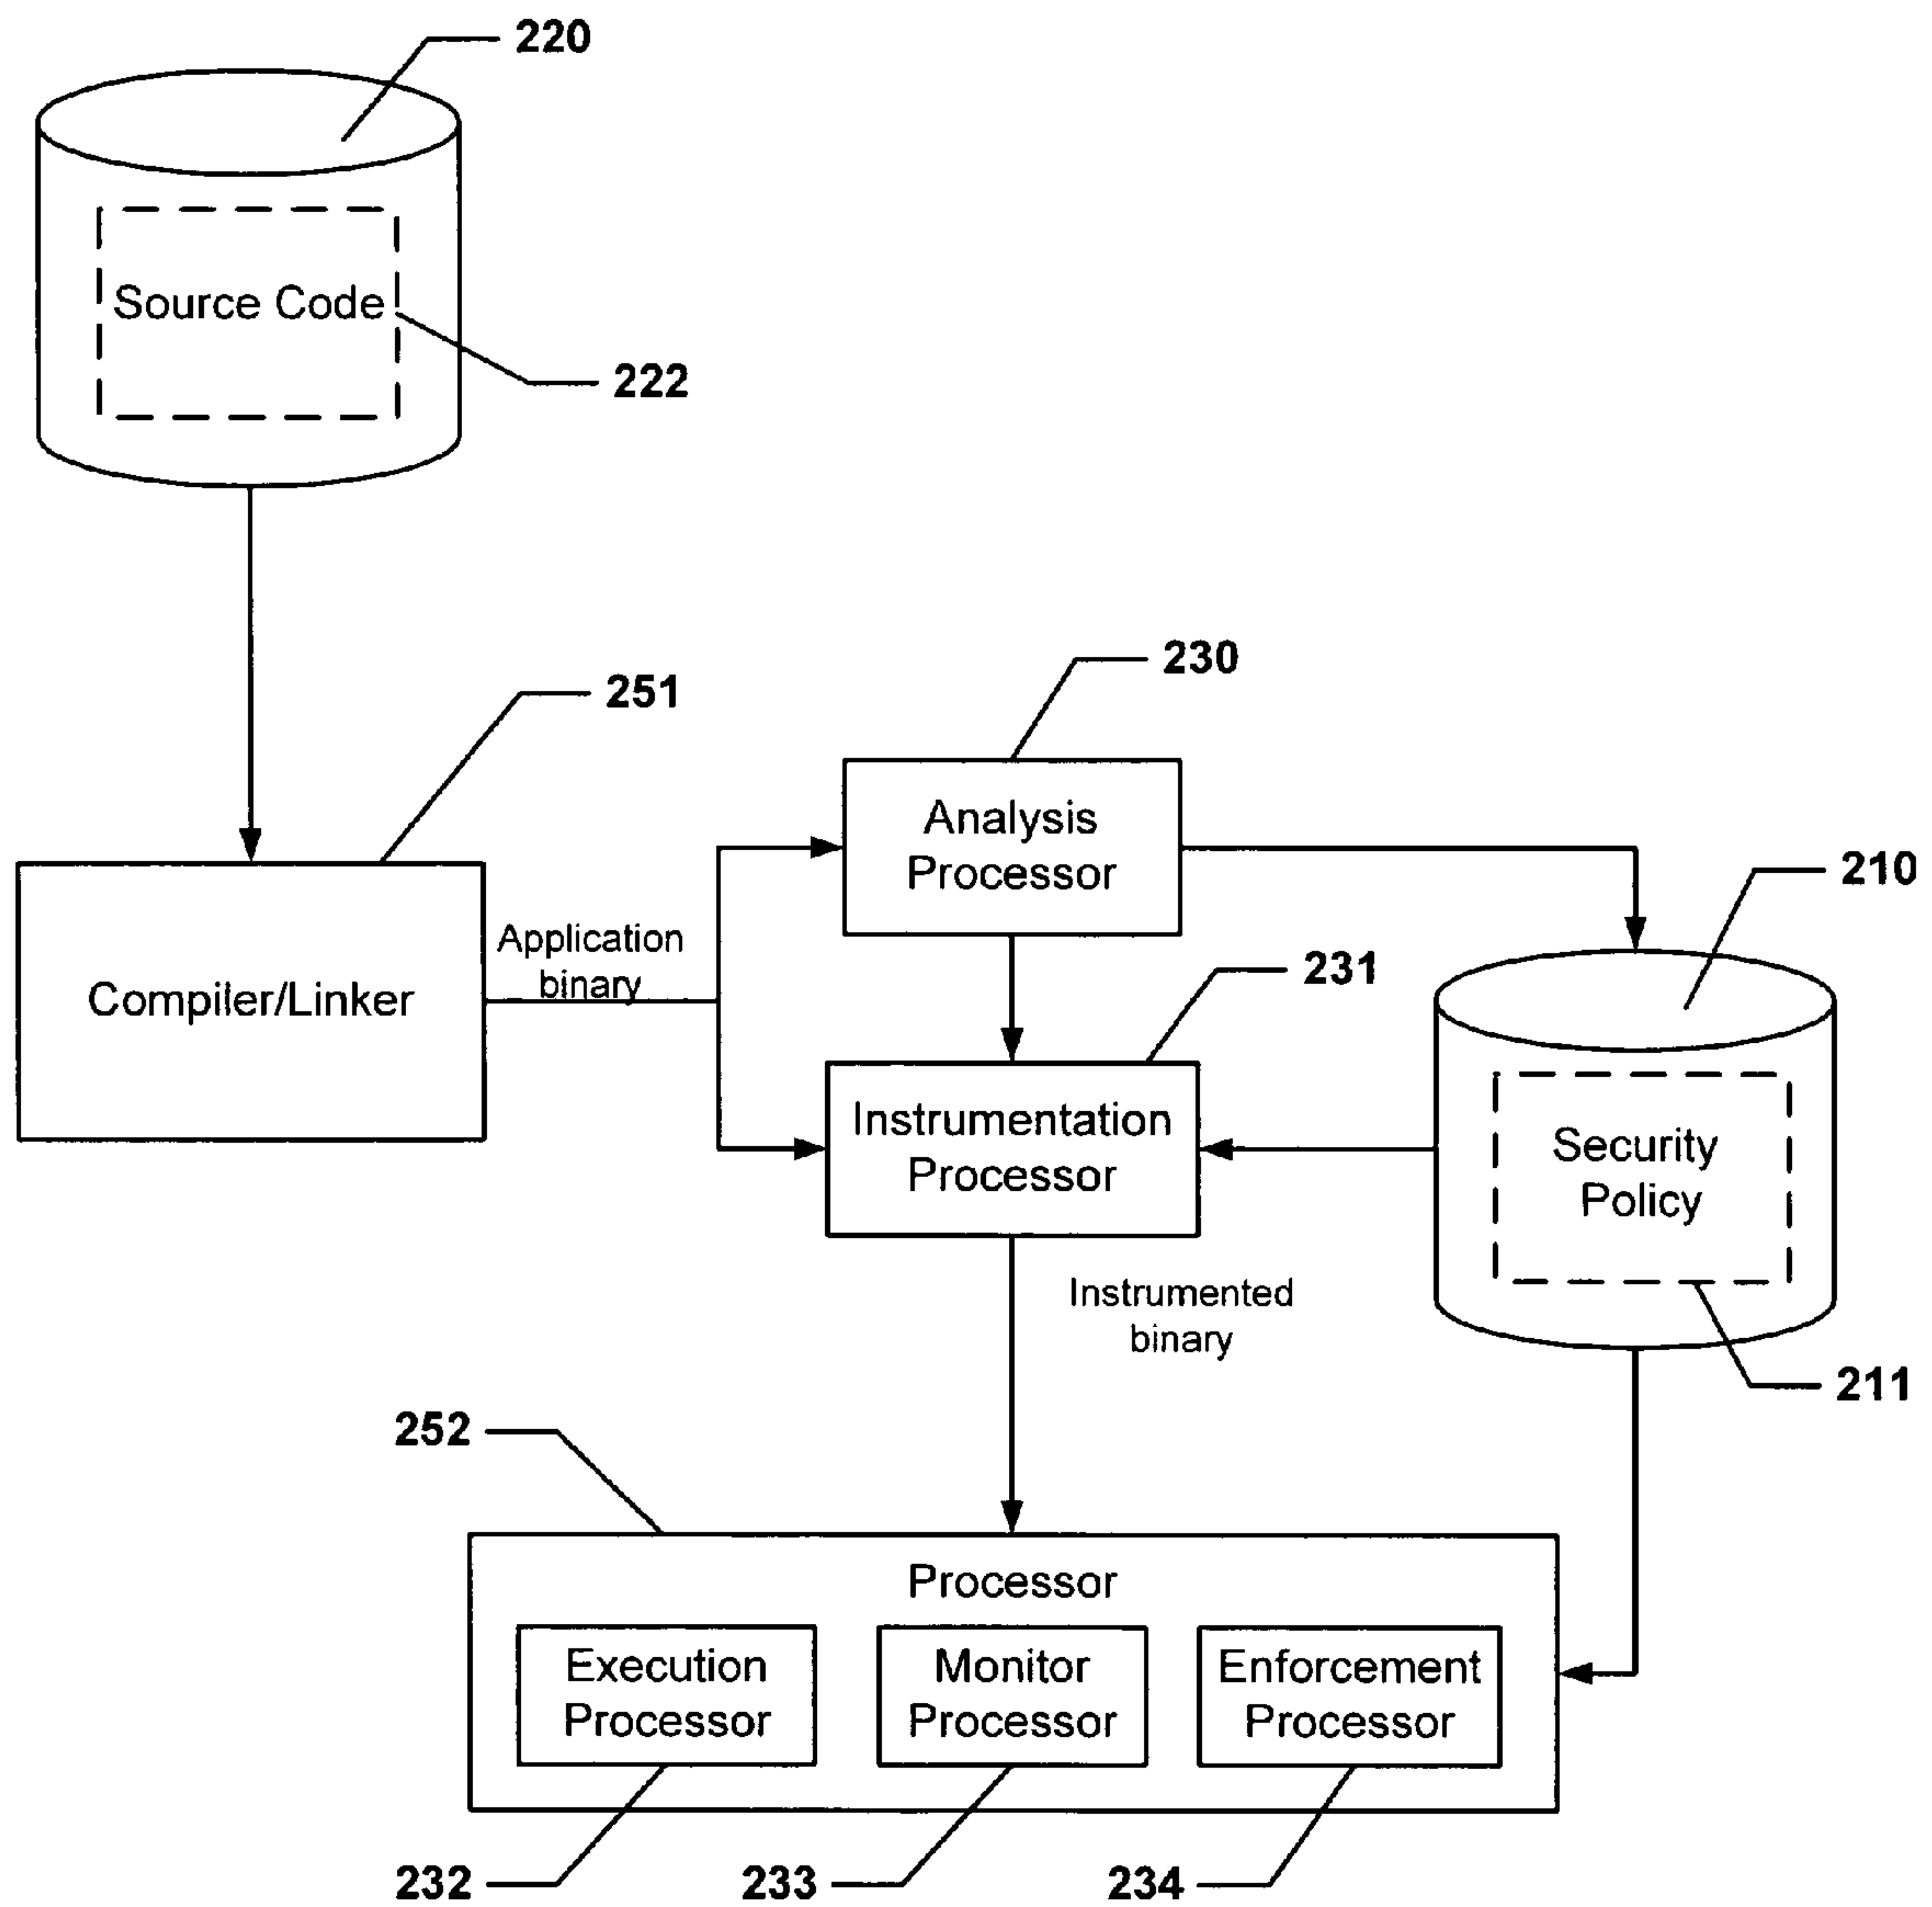 220
Source Code
222
251
230
Analysis
Processor
210
Application
binary
231
Compiler/Linker
Instrumentation
Processor
Security
Policy
Instrumented
binary
211
252
Processor
Execution
Processor
Monitor
Processor
Enforcement
Processor
232
233
234